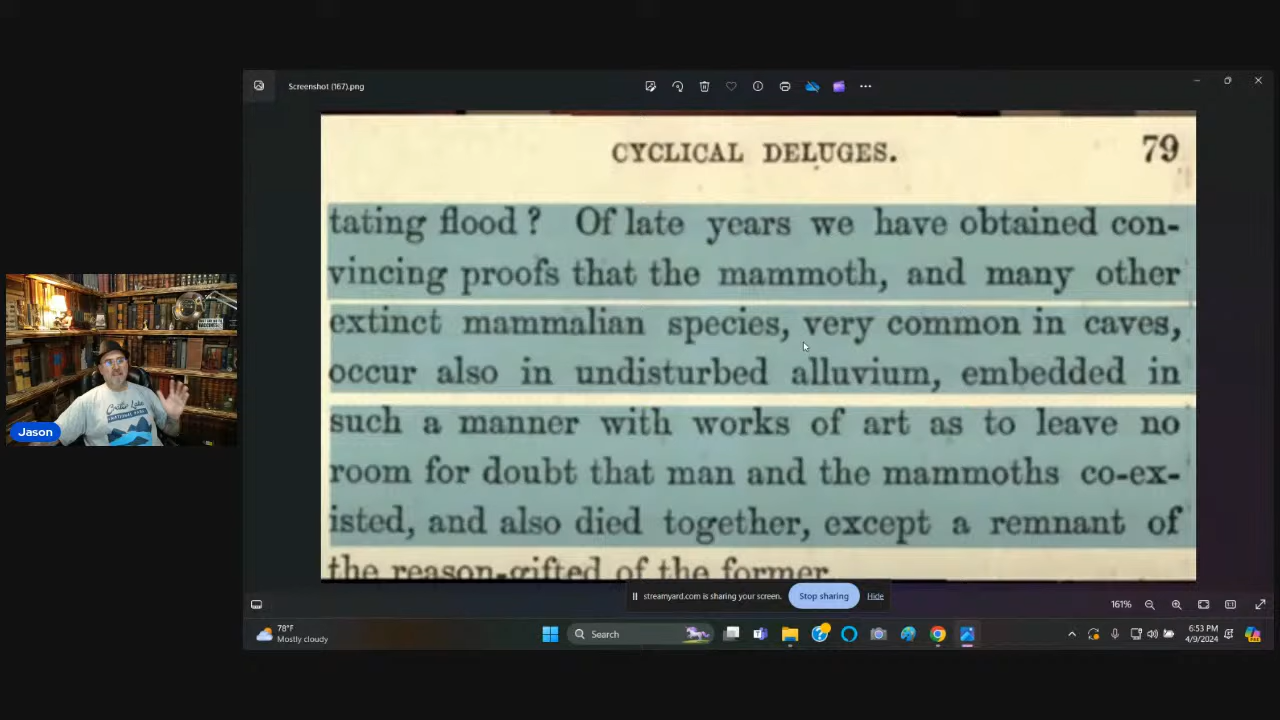 Screenshot (167).png
CYCLICAL DELUGES. 79
tating flood? Of late years we have obtained con-
vincing proofs that the mammoth, and many other
extinct mammalian species, very common in caves,
occur also in undisturbed alluvium, embedded in
such a manner with works of art as to leave no
room for doubt that man and the mammoths co-ex-
isted, and also died together, except a remnant of
the reason-gifted of the former
Jason
streamyard.com is sharing your screen. Stop sharing Hide
161%
78°F
Mostly cloudy
Search
6:53 PM
4/9/2024